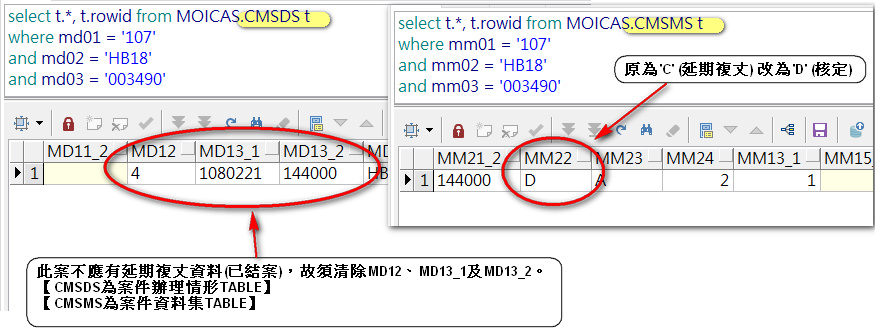 select t.*, t.rowid from MOICAS.CMSDS t
where md01 = '107'
and md02 = 'HB18'
and md03 = '003490'
MD11_2 MD12 MD13_1 MD13_2
1 4 1080221 144000 HB
select t.*, t.rowid from MOICAS.CMSMS t
where mm01 = '107'
and mm02 = 'HB18'
and mm03 = '003490'
原為'C' (延期複丈) 改為'D' (核定)
MM21_2 MM22 MM23 MM24 MM13_1 MM15_
1 144000 D A 2 1
此案不應有延期複丈資料(已結案)，故須清除MD12、MD13_1及MD13_2。
【CMSDS為案件辦理情形TABLE】
【CMSMS為案件資料集TABLE】